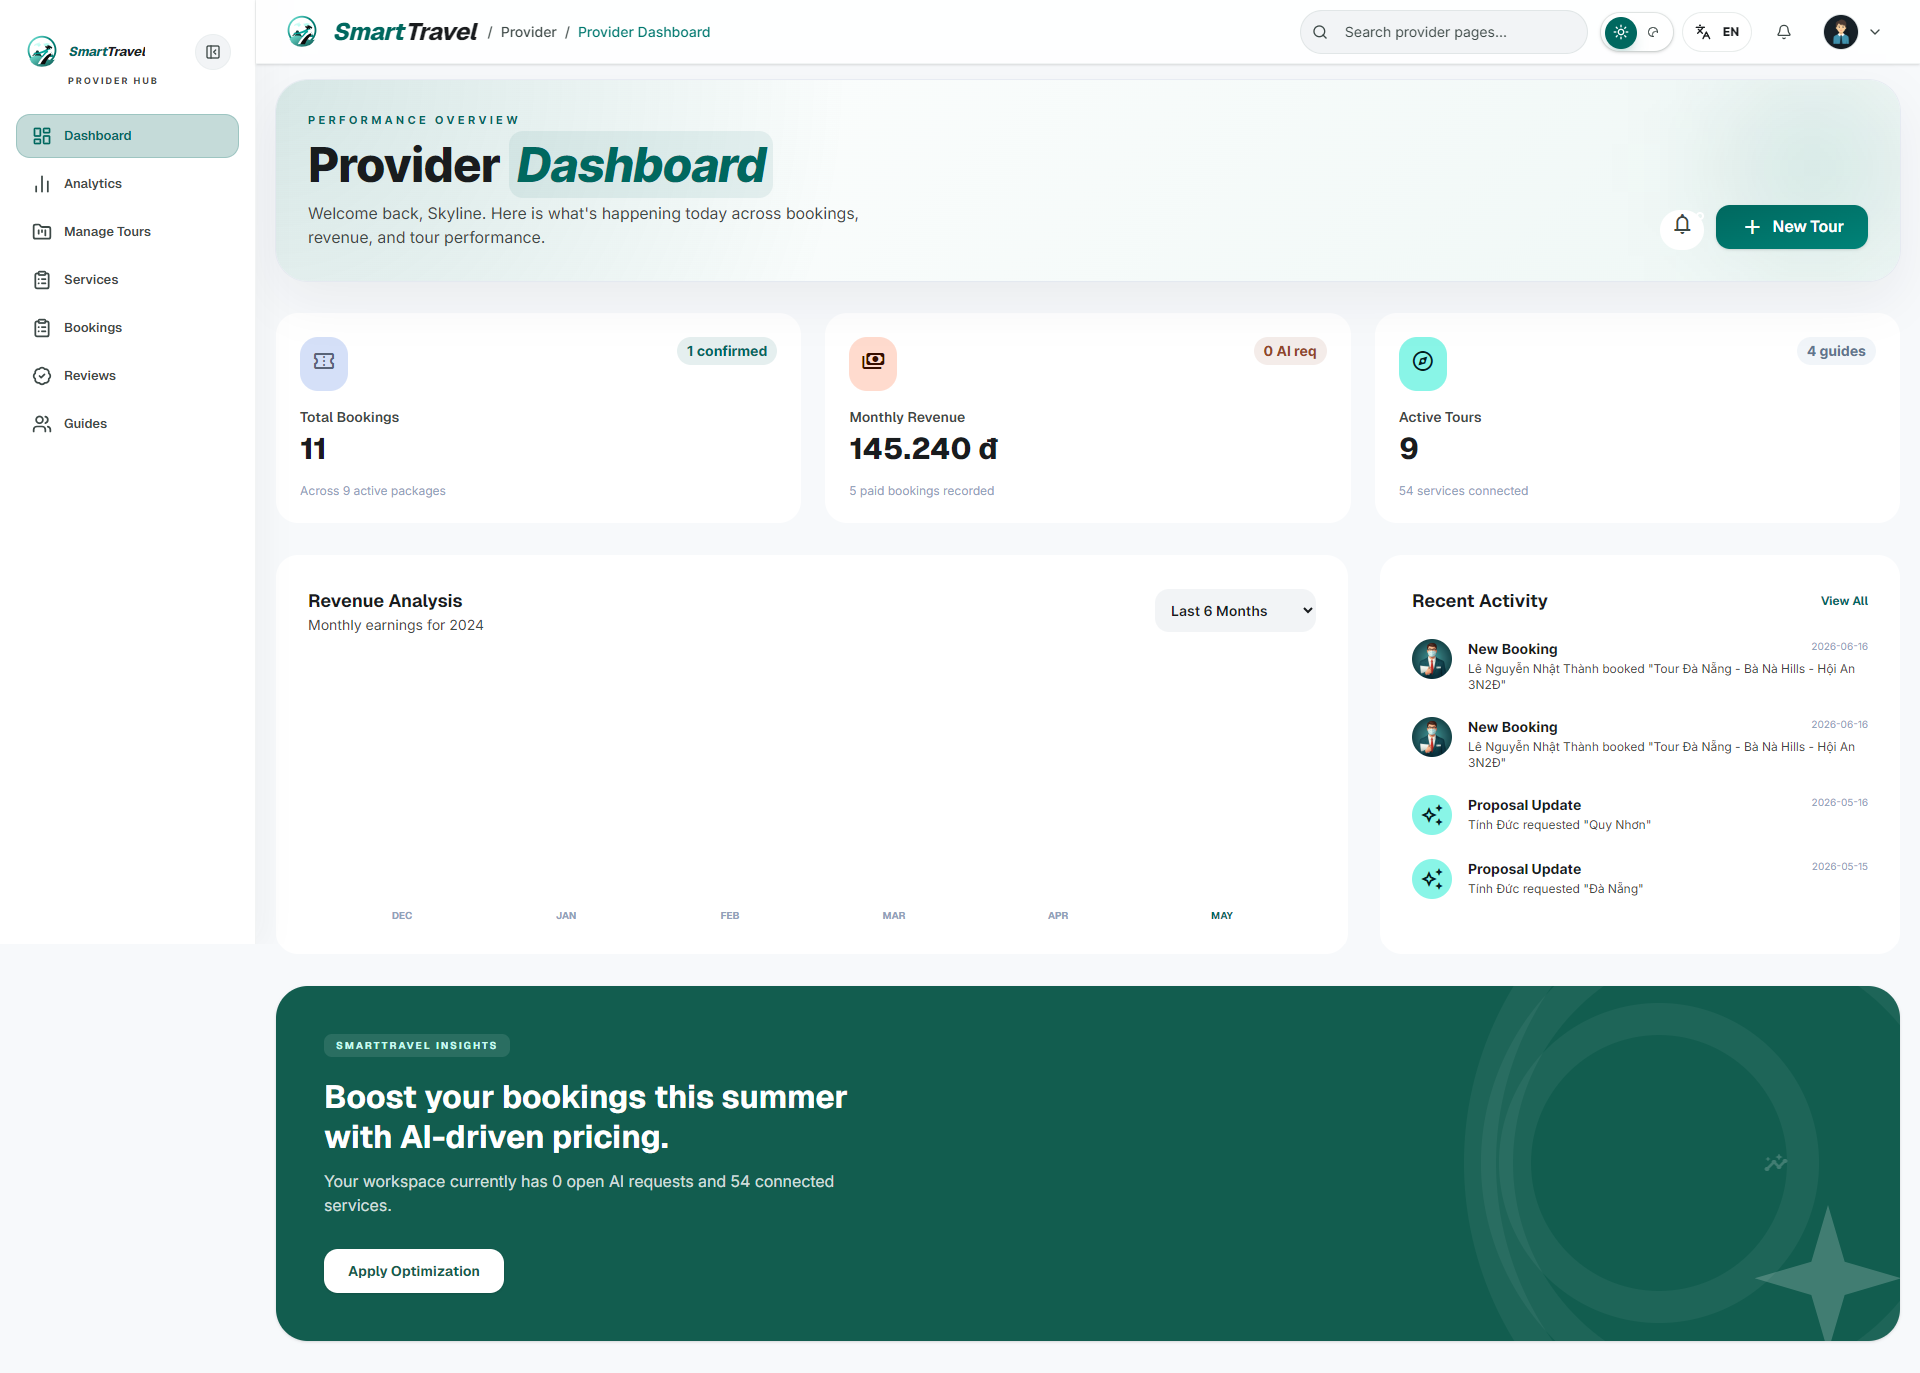 SmartTravel
PROVIDER HUB
Dashboard
Analytics
Manage Tours
Services
Bookings
Reviews
Guides
SmartTravel / Provider / Provider Dashboard
Search provider pages...
EN
PERFORMANCE OVERVIEW
Provider Dashboard
Welcome back, Skyline. Here is what's happening today across bookings,
revenue, and tour performance.
New Tour
1 confirmed
Total Bookings
11
Across 9 active packages
0 AI req
Monthly Revenue
145.240 đ
5 paid bookings recorded
4 guides
Active Tours
9
54 services connected
Revenue Analysis
Monthly earnings for 2024
Last 6 Months
DEC JAN FEB MAR APR MAY
Recent Activity
View All
New Booking
2026-06-16
Lê Nguyễn Nhật Thành booked "Tour Đà Nẵng - Bà Nà Hills - Hội An
3N2Đ"
New Booking
2026-06-16
Lê Nguyễn Nhật Thành booked "Tour Đà Nẵng - Bà Nà Hills - Hội An
3N2Đ"
Proposal Update
2026-05-16
Tính Đức requested "Quy Nhơn"
Proposal Update
2026-05-15
Tính Đức requested "Đà Nẵng"
SMARTTRAVEL INSIGHTS
Boost your bookings this summer
with AI-driven pricing.
Your workspace currently has 0 open AI requests and 54 connected
services.
Apply Optimization